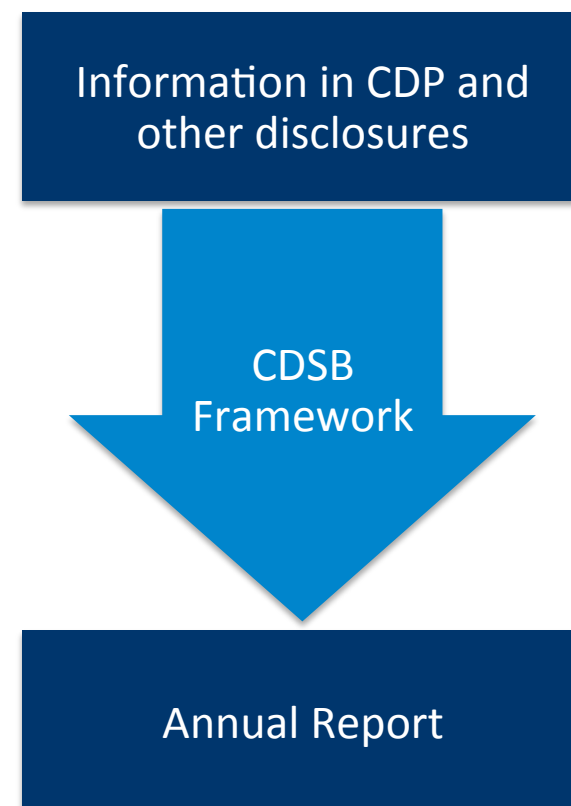 Information in CDP and
other disclosures
CDSB
Framework
Annual Report